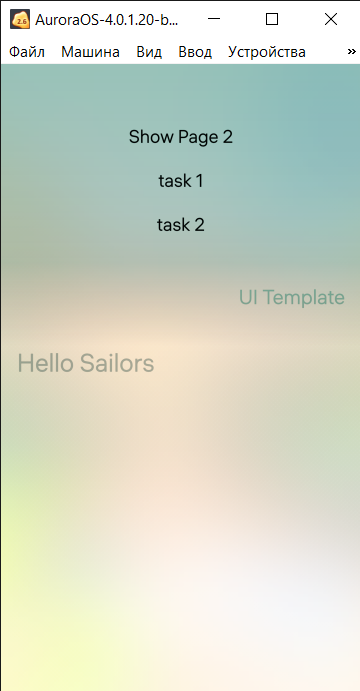 AuroraOS-4.0.1.20-b...
Файл Машина Вид Ввод Устройства »
Show Page 2
task 1
task 2
UI Template
Hello Sailors